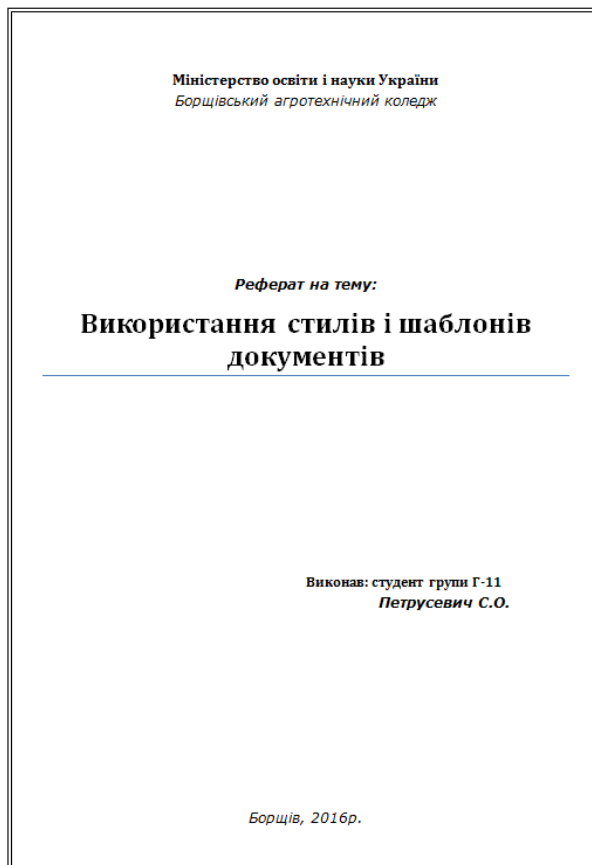 Міністерство освіти і науки України
Борщівський агротехнічний коледж
Реферат на тему:
Використання стилів і шаблонів
документів
Виконав: студент групи Г-11
Петрусевич С.О.
Борщів, 2016р.